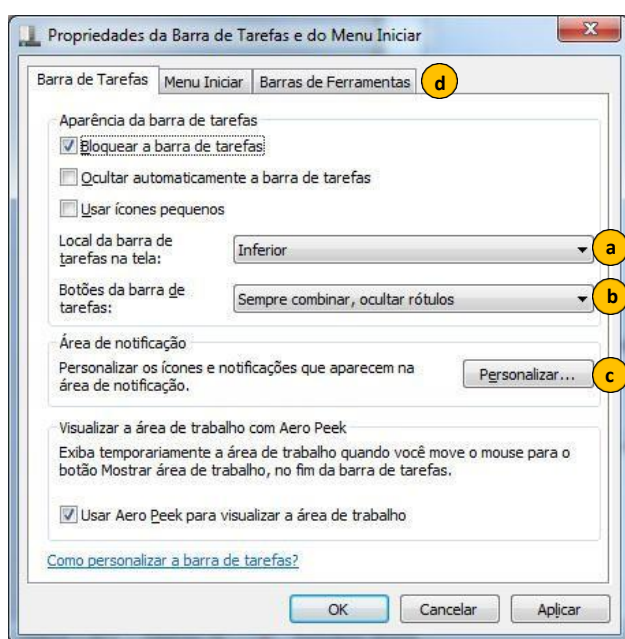 Propriedades da Barra de Tarefas e do Menu Iniciar
x
Barra de Tarefas Menu Iniciar Barras de Ferramentas d
Aparência da barra de tarefas
Bloquear a barra de tarefas
Ocultar automaticamente a barra de tarefas
Usar ícones pequenos
Local da barra de
tarefas na tela:
Inferior
a
Botões da barra de
tarefas:
Sempre combinar, ocultar rótulos
b
Área de notificação
Personalizar os ícones e notificações que aparecem na
área de notificação.
Personalizar...
c
Visualizar a área de trabalho com Aero Peek
Exiba temporariamente a área de trabalho quando você move o mouse para o
botão Mostrar área de trabalho, no fim da barra de tarefas.
Usar Aero Peek para visualizar a área de trabalho
Como personalizar a barra de tarefas?
OK Cancelar Aplicar